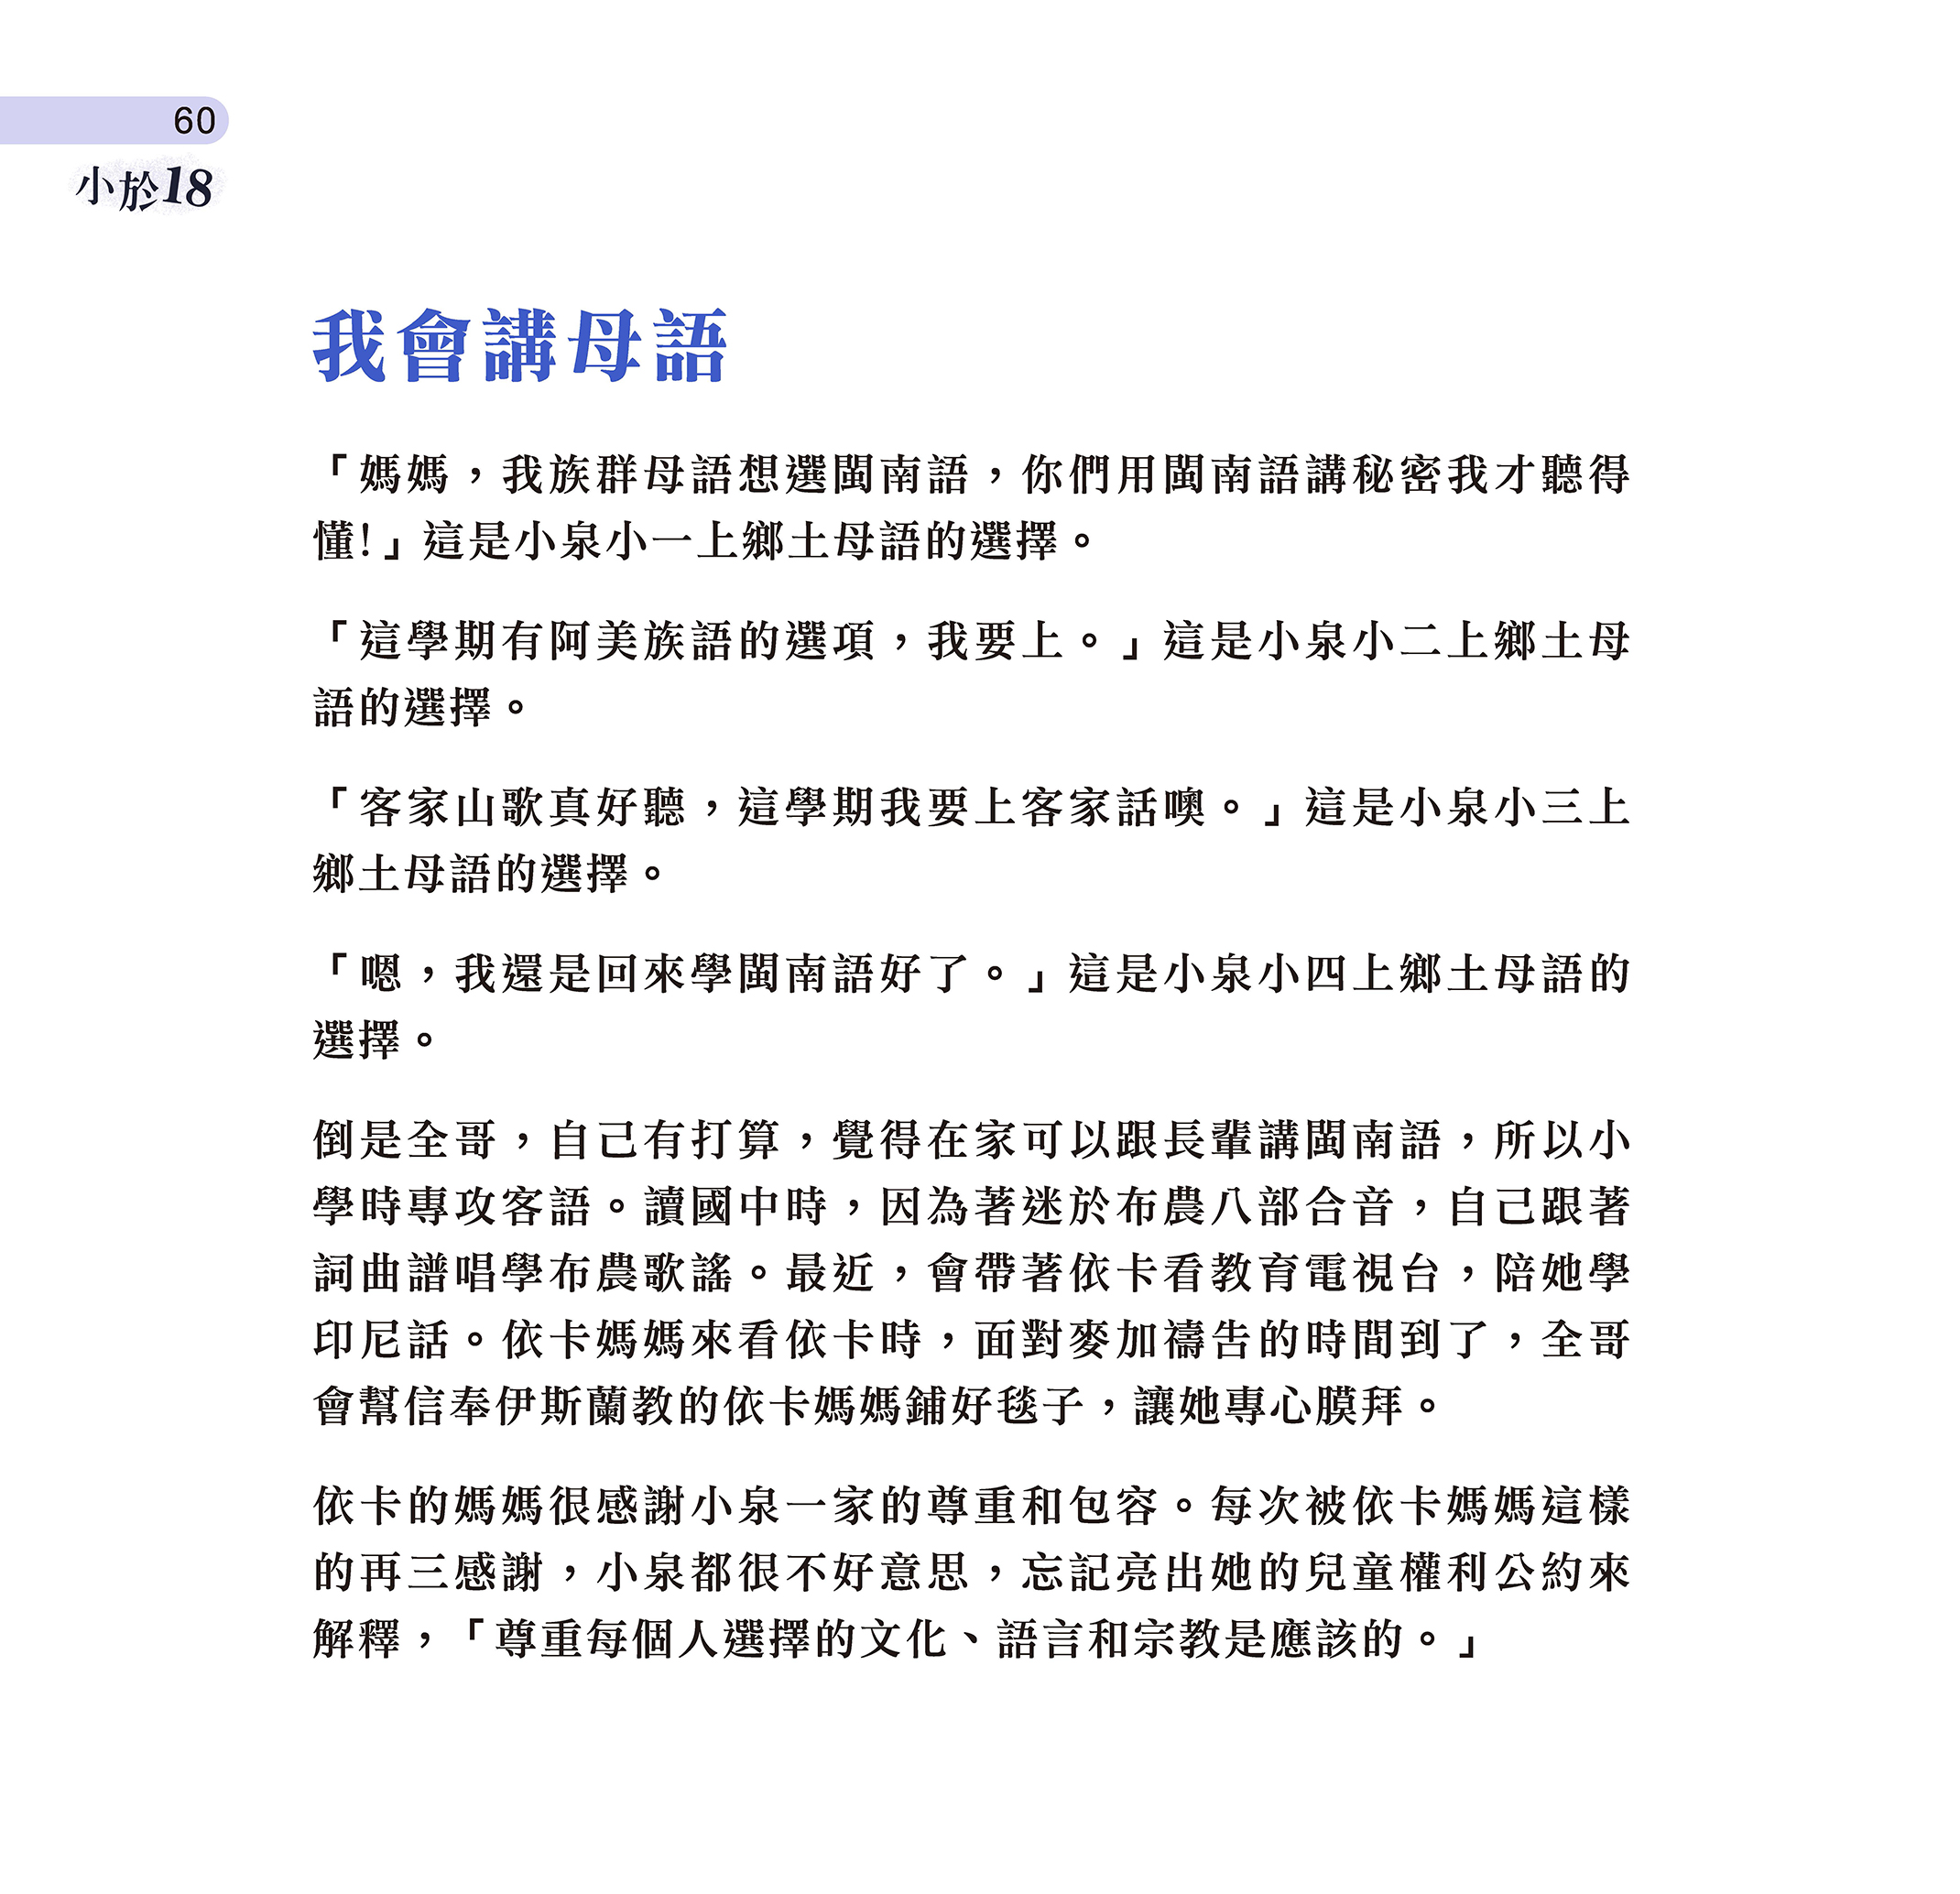 60
小於18
我會講母語
「媽媽，我族群母語想選閩南語，你們用閩南語講秘密我才聽得
懂!」這是小泉小一上鄉土母語的選擇。
「這學期有阿美族語的選項，我要上。」這是小泉小二上鄉土母
語的選擇。
「客家山歌真好聽，這學期我要上客家話噢。」這是小泉小三上
鄉土母語的選擇。
「嗯，我還是回來學閩南語好了。」這是小泉小四上鄉土母語的
選擇。
倒是全哥，自己有打算，覺得在家可以跟長輩講閩南語，所以小
學時專攻客語。讀國中時，因為著迷於布農八部合音，自己跟著
詞曲譜唱學布農歌謠。最近，會帶著依卡看教育電視台，陪她學
印尼話。依卡媽媽來看依卡時，面對麥加禱告的時間到了，全哥
會幫信奉伊斯蘭教的依卡媽媽鋪好毯子，讓她專心膜拜。
依卡的媽媽很感謝小泉一家的尊重和包容。每次被依卡媽媽這樣
的再三感謝，小泉都很不好意思，忘記亮出她的兒童權利公約來
解釋，「尊重每個人選擇的文化、語言和宗教是應該的。」